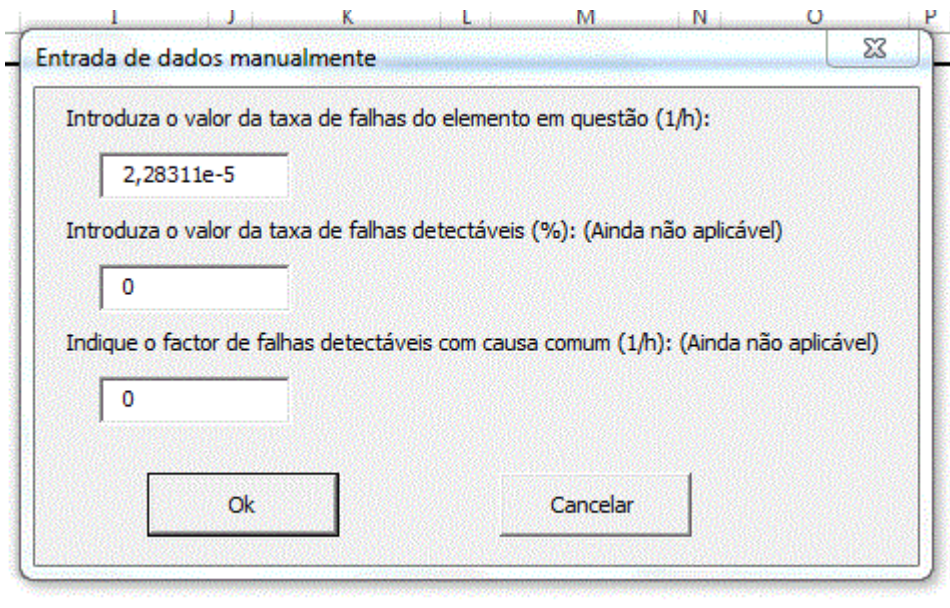 I J K L M N O P
Entrada de dados manualmente
Introduza o valor da taxa de falhas do elemento em questão (1/h):
2,28311e-5
Introduza o valor da taxa de falhas detectáveis (%): (Ainda não aplicável)
0
Indique o factor de falhas detectáveis com causa comum (1/h): (Ainda não aplicável)
0
Ok Cancelar